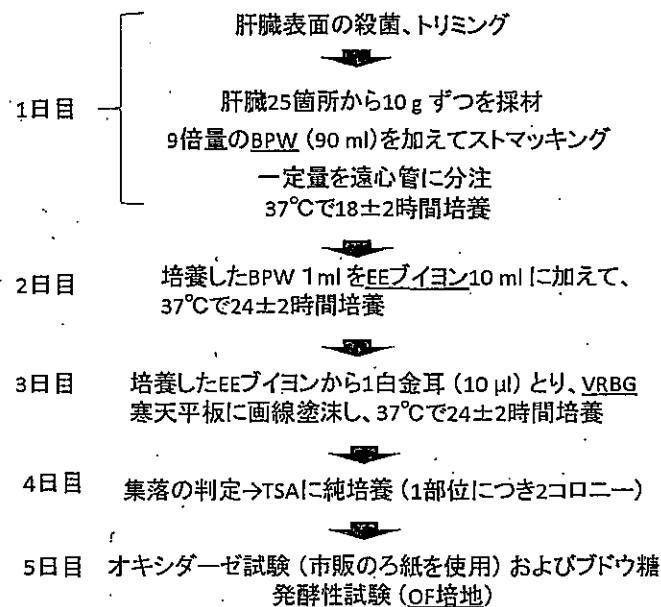 肝臓表面の殺菌、トリミング
1日目
肝臓25箇所から10 g ずつを採材
9倍量のBPW (90 ml)を加えてストマッキング
一定量を遠心管に分注
37℃で18±2時間培養
2日目
培養したBPW 1mlをEEブイヨン10 ml に加えて、
37℃で24±2時間培養
3日目
培養したEEブイヨンから1白金耳 (10 μl) とり、VRBG
寒天平板に画線塗沫し、37℃で24±2時間培養
4日目
集落の判定→TSAに純培養 (1部位につき2コロニー)
5日目
オキシダーゼ試験 (市販のろ紙を使用) およびブドウ糖
発酵性試験 (OF培地)